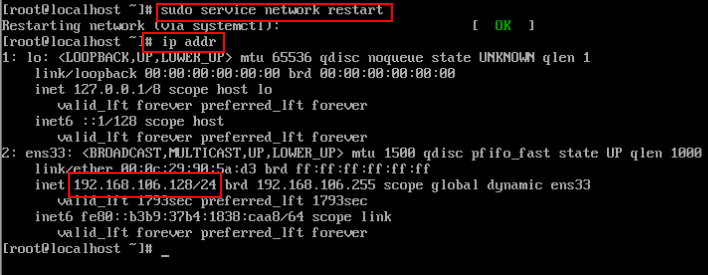 [root@localhost ~]# sudo service network restart
Restarting network (via systemctl): [ OK ]
[root@localhost ~]# ip addr
1: lo: <LOOPBACK,UP,LOWER_UP> mtu 65536 qdisc noqueue state UNKNOWN qlen 1
link/loopback 00:00:00:00:00:00 brd 00:00:00:00:00:00
inet 127.0.0.1/8 scope host lo
valid_lft forever preferred_lft forever
inet6 ::1/128 scope host
valid_lft forever preferred_lft forever
2: ens33: <BROADCAST,MULTICAST,UP,LOWER_UP> mtu 1500 qdisc pfifo_fast state UP qlen 1000
link/ether 00:0c:29:90:5a:d3 brd ff:ff:ff:ff:ff:ff
inet 192.168.106.128/24 brd 192.168.106.255 scope global dynamic ens33
valid_lft 1793sec preferred_lft 1793sec
inet6 fe80::b3b9:37b4:1838:caa8/64 scope link
valid_lft forever preferred_lft forever
[root@localhost ~]# _